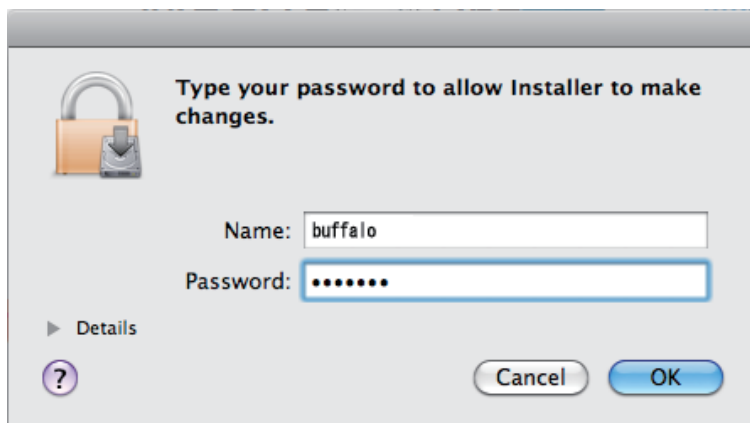 Type your password to allow Installer to make
changes.
Name: buffalo
Password: •••••••
Details
?
Cancel OK